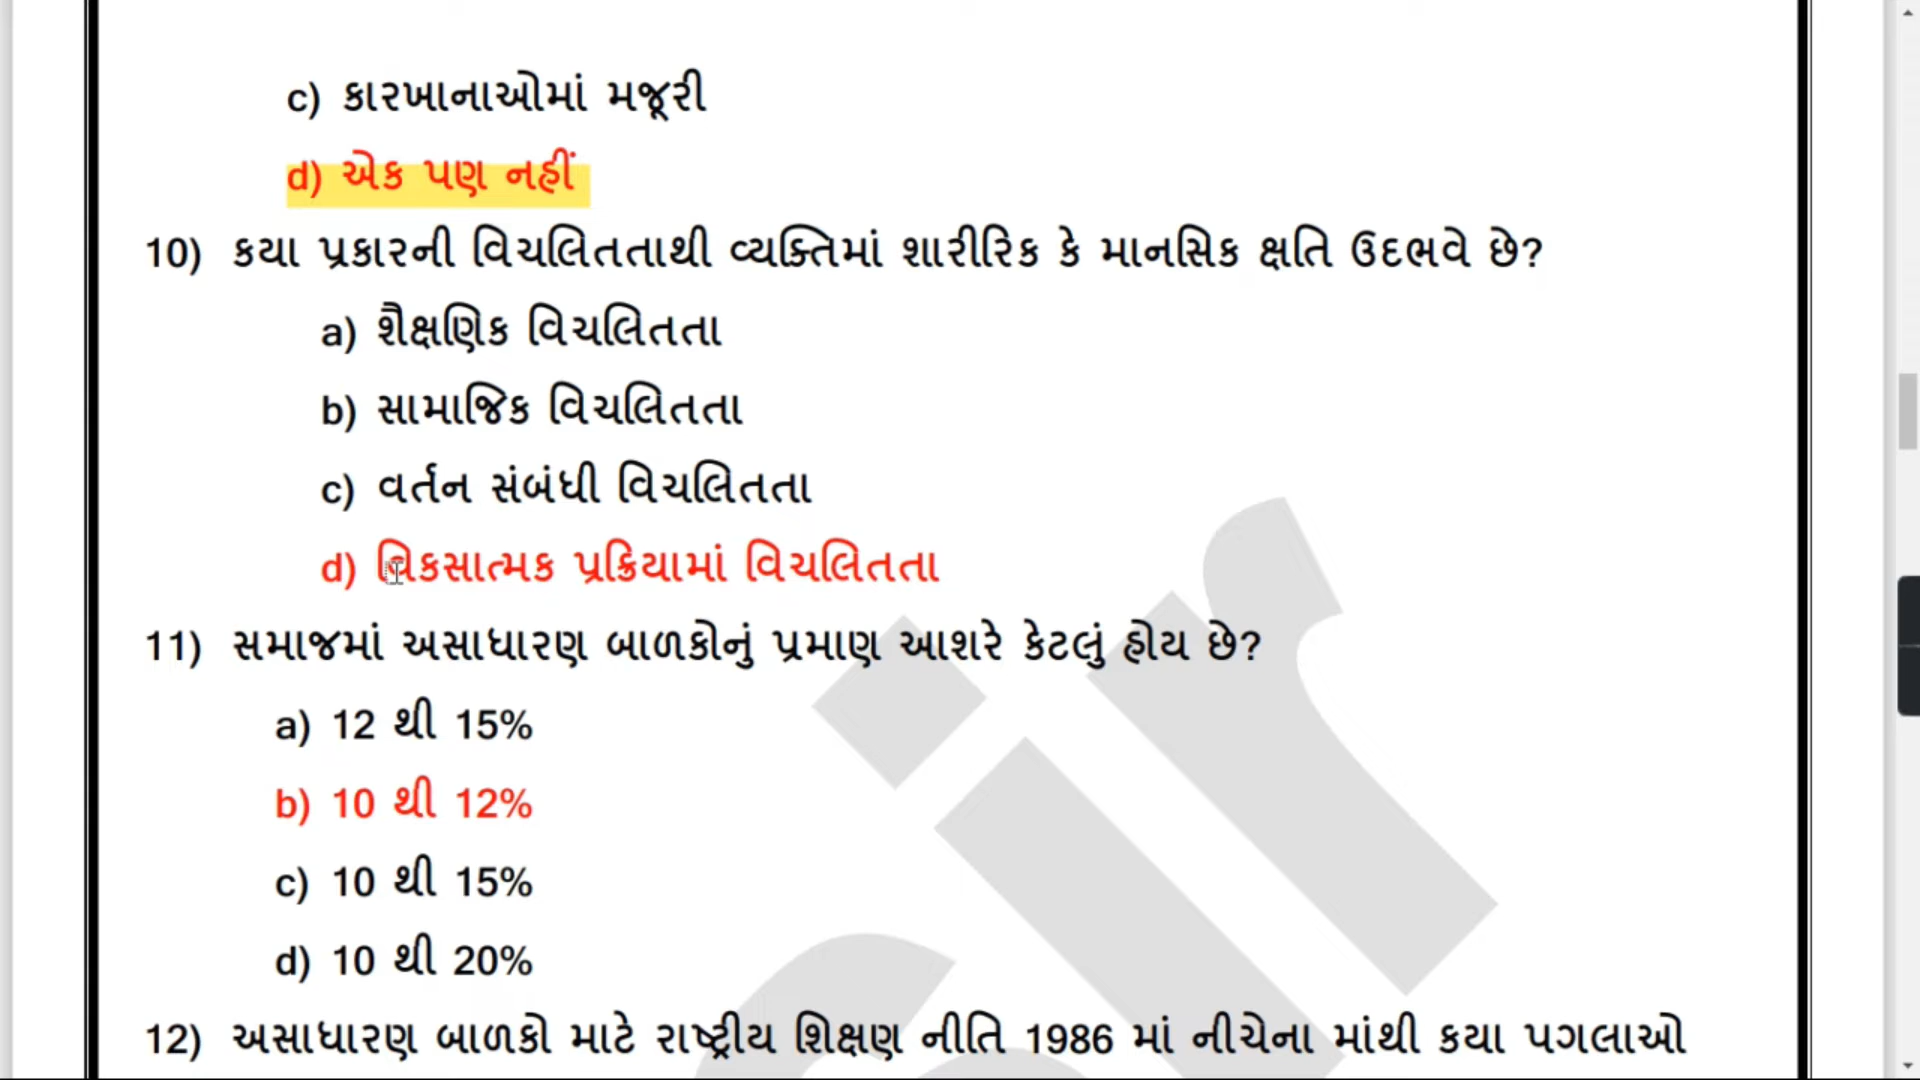 c) કારખાનાઓમાં મજૂરી
d) એક પણ નહીં
10) કયા પ્રકારની વિચલિતતાથી વ્યક્તિમાં શારીરિક કે માનસિક ક્ષતિ ઉદભવે છે?
a) શૈક્ષણિક વિચલિતતા
b) સામાજિક વિચલિતતા
c) વર્તન સંબંધી વિચલિતતા
d) વિકસાત્મક પ્રક્રિયામાં વિચલિતતા
11) સમાજમાં અસાધારણ બાળકોનું પ્રમાણ આશરે કેટલું હોય છે?
a) 12 થી 15%
b) 10 થી 12%
c) 10 થી 15%
d) 10 થી 20%
12) અસાધારણ બાળકો માટે રાષ્ટ્રીય શિક્ષણ નીતિ 1986 માં નીચેના માંથી કયા પગલાઓ
sir